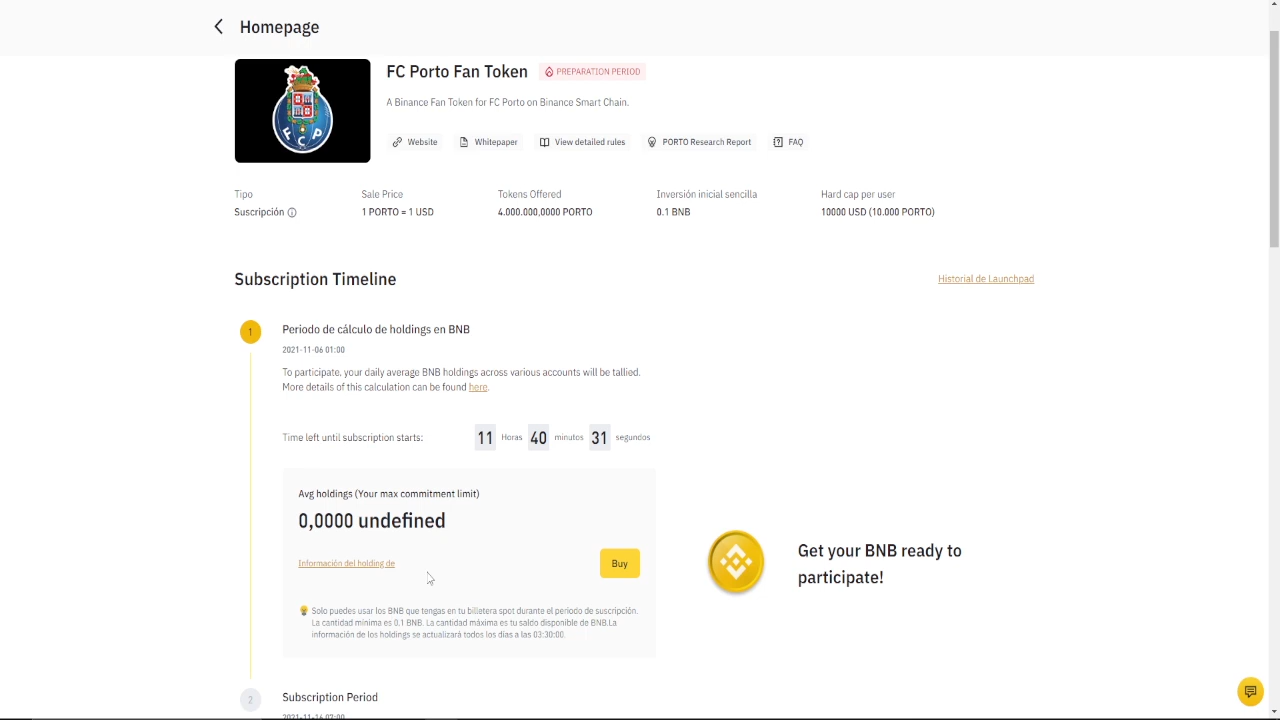 Homepage
FC Porto Fan Token
PREPARATION PERIOD
A Binance Fan Token for FC Porto on Binance Smart Chain.
Website
Whitepaper
View detailed rules
PORTO Research Report
FAQ
Tipo
Sale Price
Tokens Offered
Inversión inicial sencilla
Hard cap per user
Suscripción
1 PORTO = 1 USD
4.000.000,0000 PORTO
0.1 BNB
10000 USD (10.000 PORTO)
Subscription Timeline
Historial de Launchpad
1
Periodo de cálculo de holdings en BNB
2021-11-06 01:00
To participate, your daily average BNB holdings across various accounts will be tallied.
More details of this calculation can be found here.
Time left until subscription starts:
11 Horas 40 minutos 31 segundos
Avg holdings (Your max commitment limit)
0,0000 undefined
Información del holding de
Buy
Solo puedes usar los BNB que tengas en tu billetera spot durante el periodo de suscripción.
La cantidad mínima es 0.1 BNB. La cantidad máxima es tu saldo disponible de BNB.La
información de los holdings se actualizará todos los días a las 03:30:00.
Get your BNB ready to
participate!
2
Subscription Period
2021-11-16 07:00